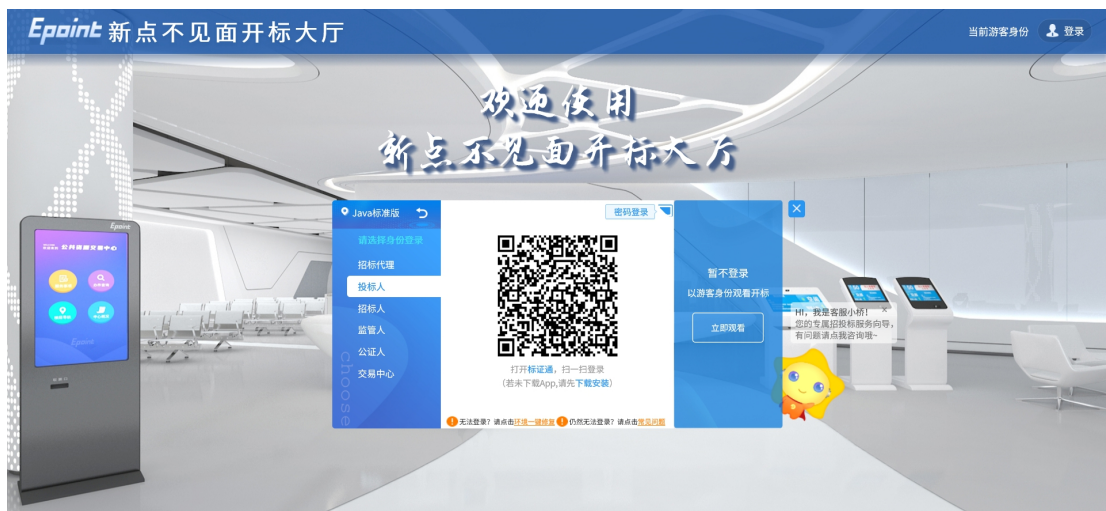 Epoint 新点不见面开标大厅
当前游客身份 登录
欢迎使用
新点不见面开标大厅
Epoint
公共资源交易中心
Epoint
Java标准版
请选择身份登录
招标代理
投标人
招标人
监管人
公证人
交易中心
Choose
密码登录
打开标证通，扫一扫登录
(若未下载App,请先下载安装)
无法登录？请点击环境一键修复 仍然无法登录？请点击常见问题
暂不登录
以游客身份观看开标
立即观看
HI，我是客服小桥！
您的专属招投标服务向导，
有问题请点我咨询哦~